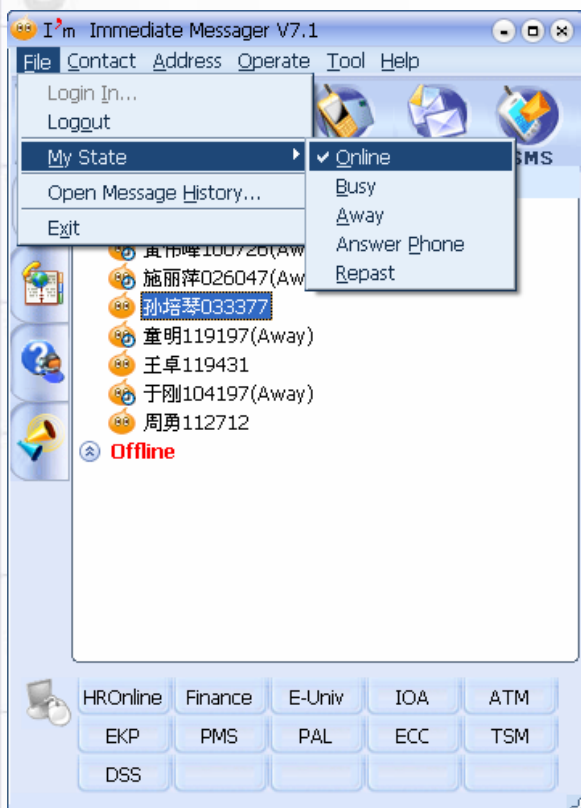 I'm Immediate Messager V7.1
File Contact Address Operate Tool Help
Login In...
Logout
My State
Open Message History...
Exit
✓ Online
Busy
Away
Answer Phone
Repast
SMS
施丽萍026047(Aw
孙培琴033377
童明119197(Away)
王卓119431
于刚104197(Away)
周勇112712
Offline
HROnline Finance E-Univ IOA ATM
EKP PMS PAL ECC TSM
DSS